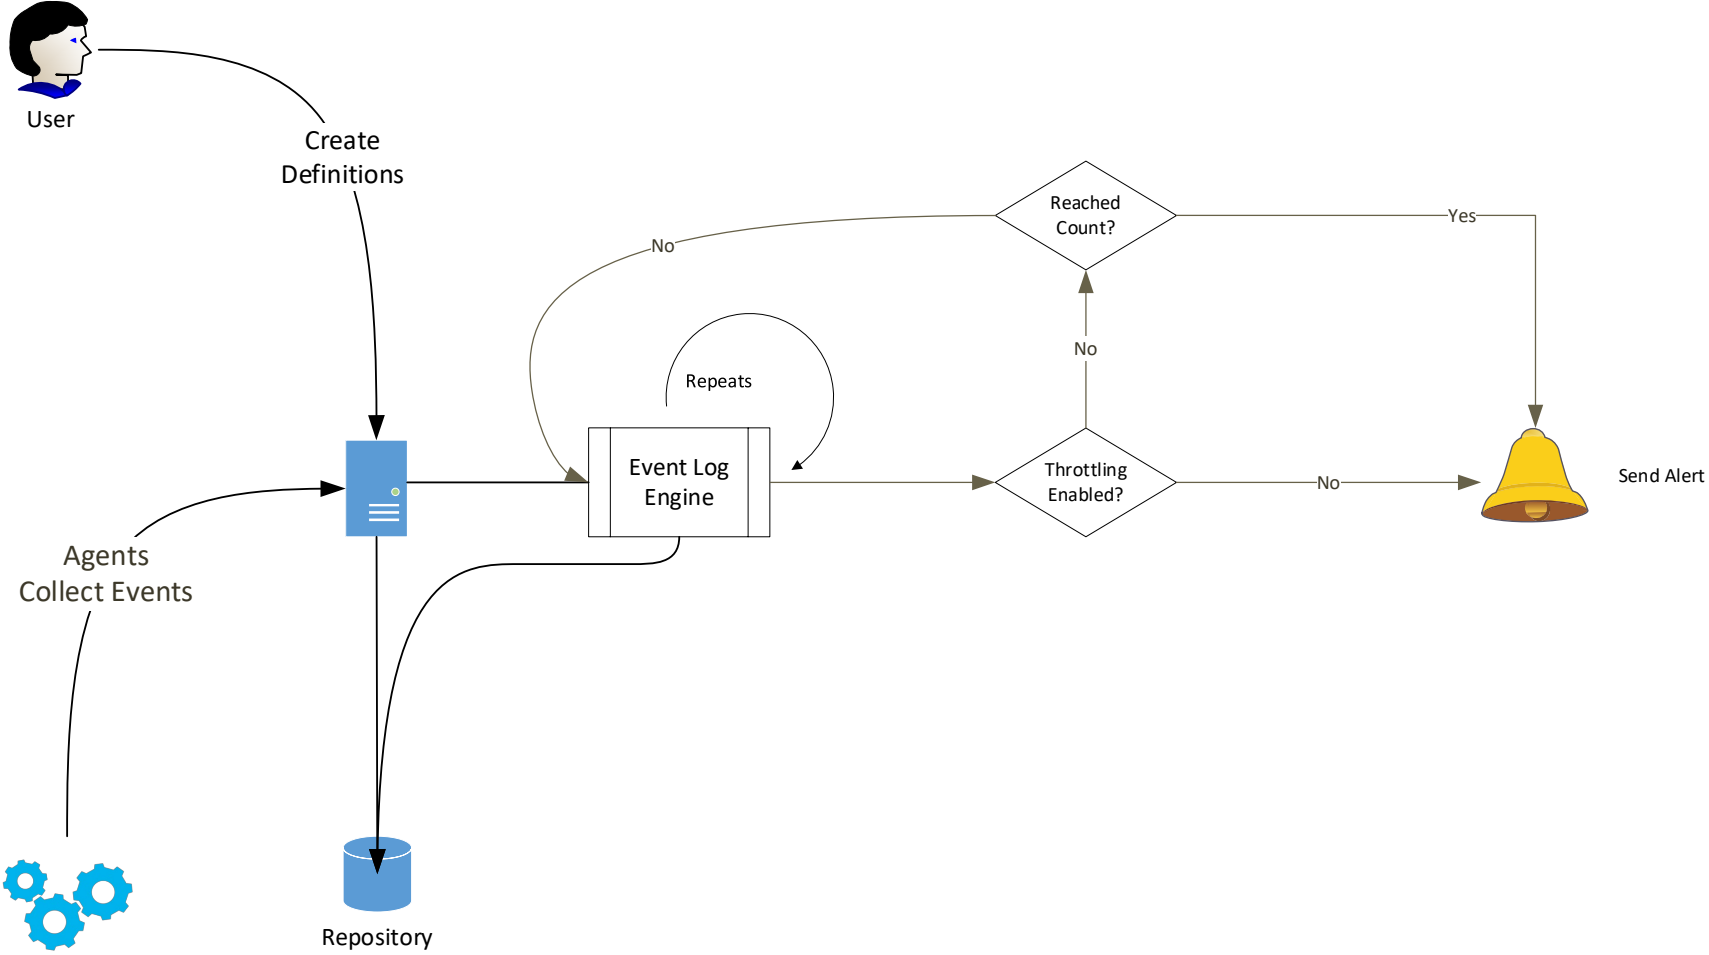 User
Create
Definitions
Reached
Count?
Yes
No
No
Repeats
Event Log
Engine
Throttling
Enabled?
No
Send Alert
Agents
Collect Events
Repository